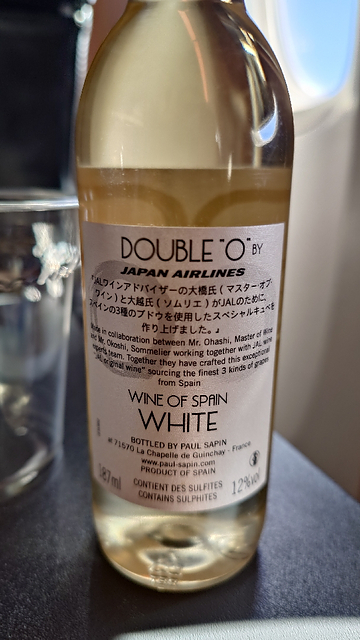 DOUBLE "O" BY
JAPAN AIRLINES
『JALワインアドバイザーの大橋氏(マスター・オブ・
ワイン)と大越氏(ソムリエ)がJALのために、
スペインの3種のブドウを使用したスペシャルキュベを
作り上げました。』
Made in collaboration between Mr. Ohashi, Master of Wine
and Mr. Okoshi, Sommelier working together with JAL wine
experts team. Together they have crafted this exceptional
original wine" sourcing the finest 3 kinds of grapes
from Spain
WINE OF SPAIN
WHITE
BOTTLED BY PAUL SAPIN
at 71570 La Chapelle de Guinchay - France
www.paul-sapin.com
PRODUCT OF SPAIN
187ml
CONTIENT DES SULFITES
CONTAINS SULPHITES
12%vol